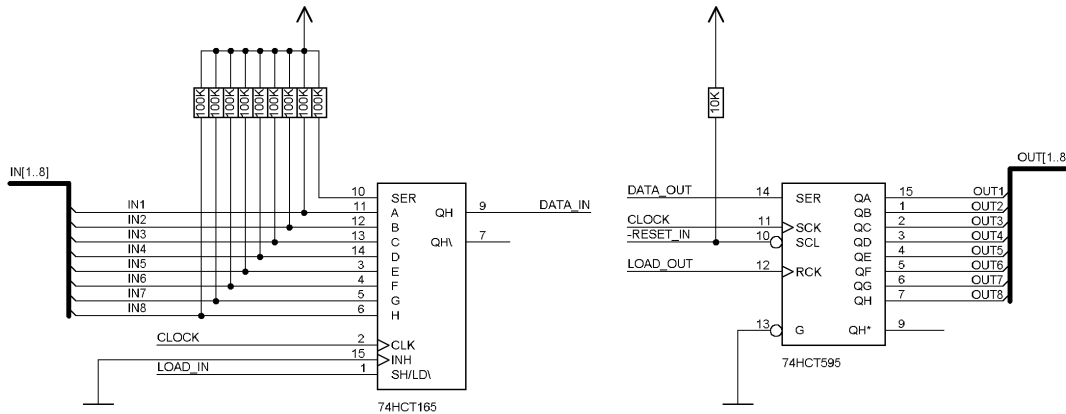 100K 100K 100K 100K 100K 100K 100K 100K 100K
10K
IN[1..8]
OUT[1..8
10 SER
IN1 11 A QH 9 DATA_IN
IN2 12 B
IN3 13 C QH\ 7
IN4 14 D
IN5 3 E
IN6 4 F
IN7 5 G
IN8 6 H
CLOCK 2 CLK
15 INH
LOAD_IN 1 SH/LD\
74HCT165
DATA_OUT 14 SER QA 15 OUT1
QB 1 OUT2
CLOCK 11 SCK QC 2 OUT3
-RESET_IN 10 SCL QD 3 OUT4
QE 4 OUT5
LOAD_OUT 12 RCK QF 5 OUT6
QG 6 OUT7
QH 7 OUT8
13 G QH* 9
74HCT595